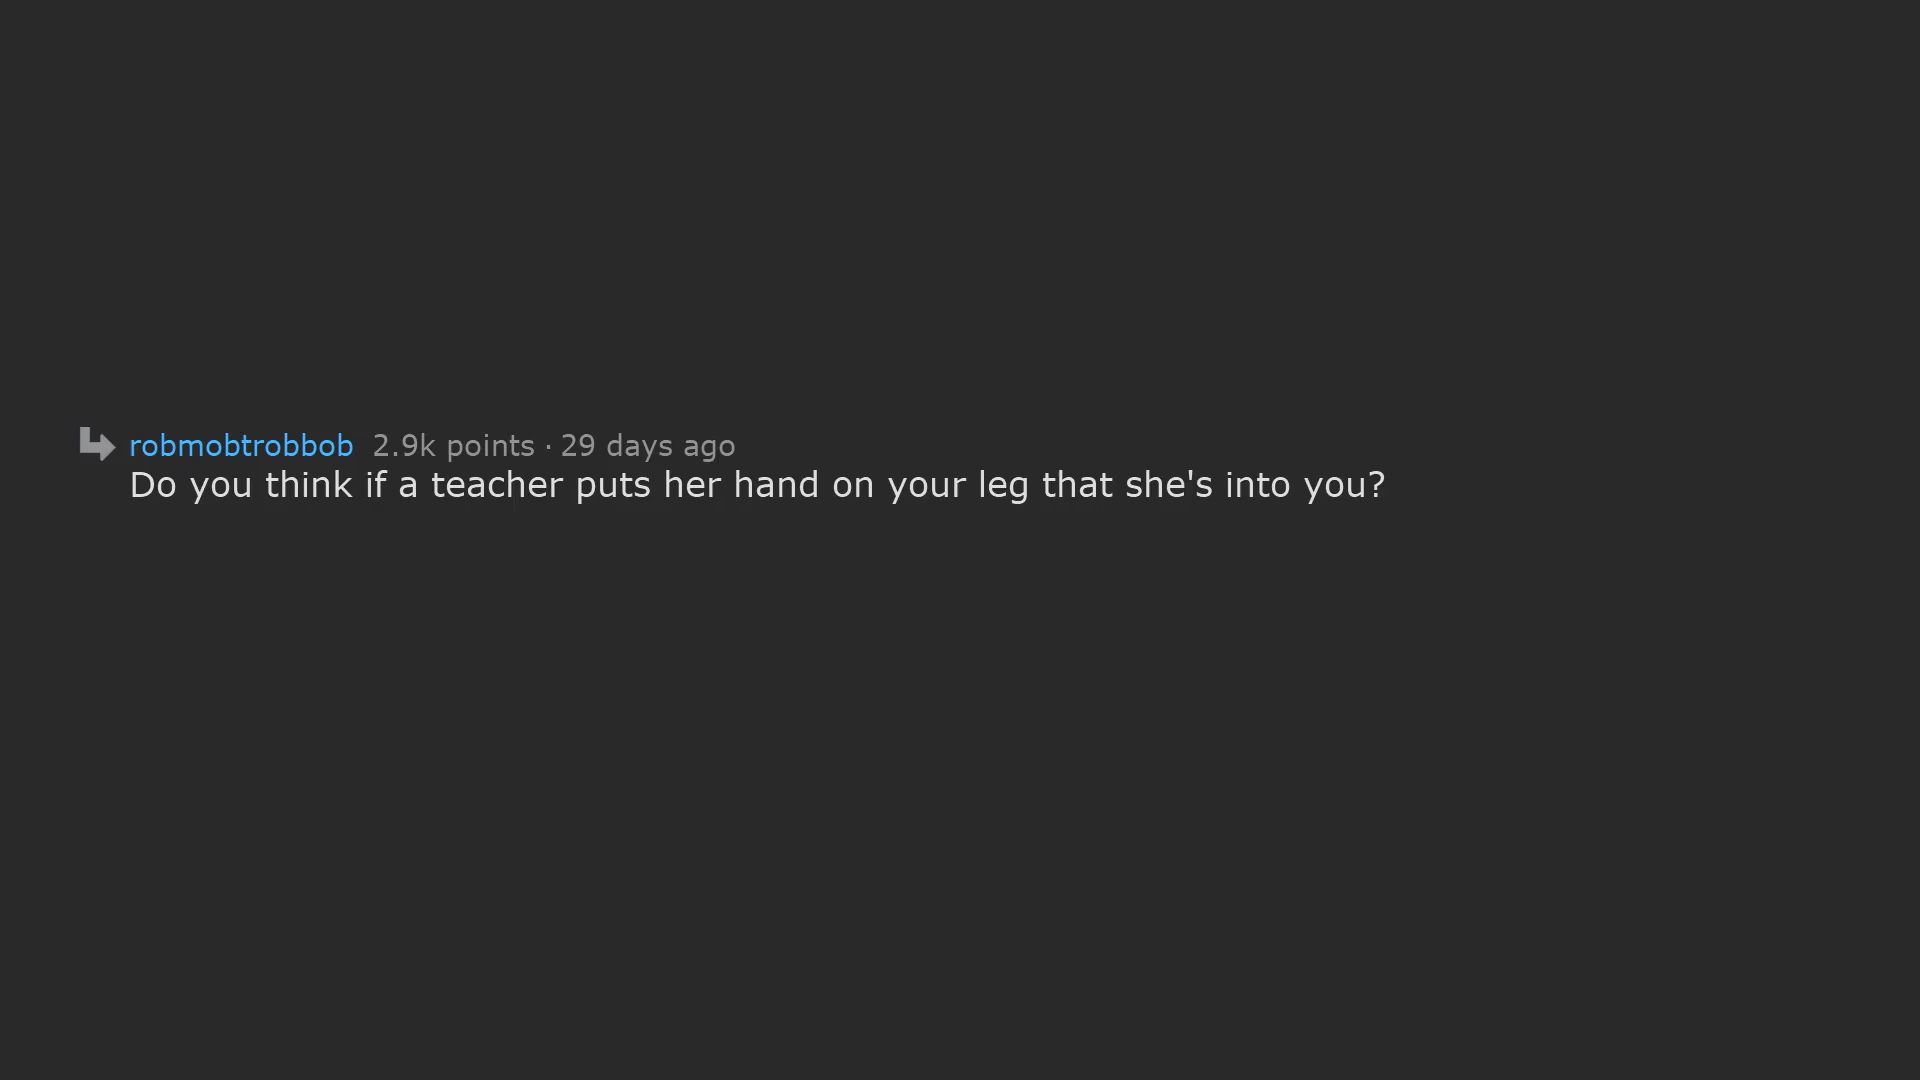 robmobtrobbob 2.9k points · 29 days ago
Do you think if a teacher puts her hand on your leg that she's into you?